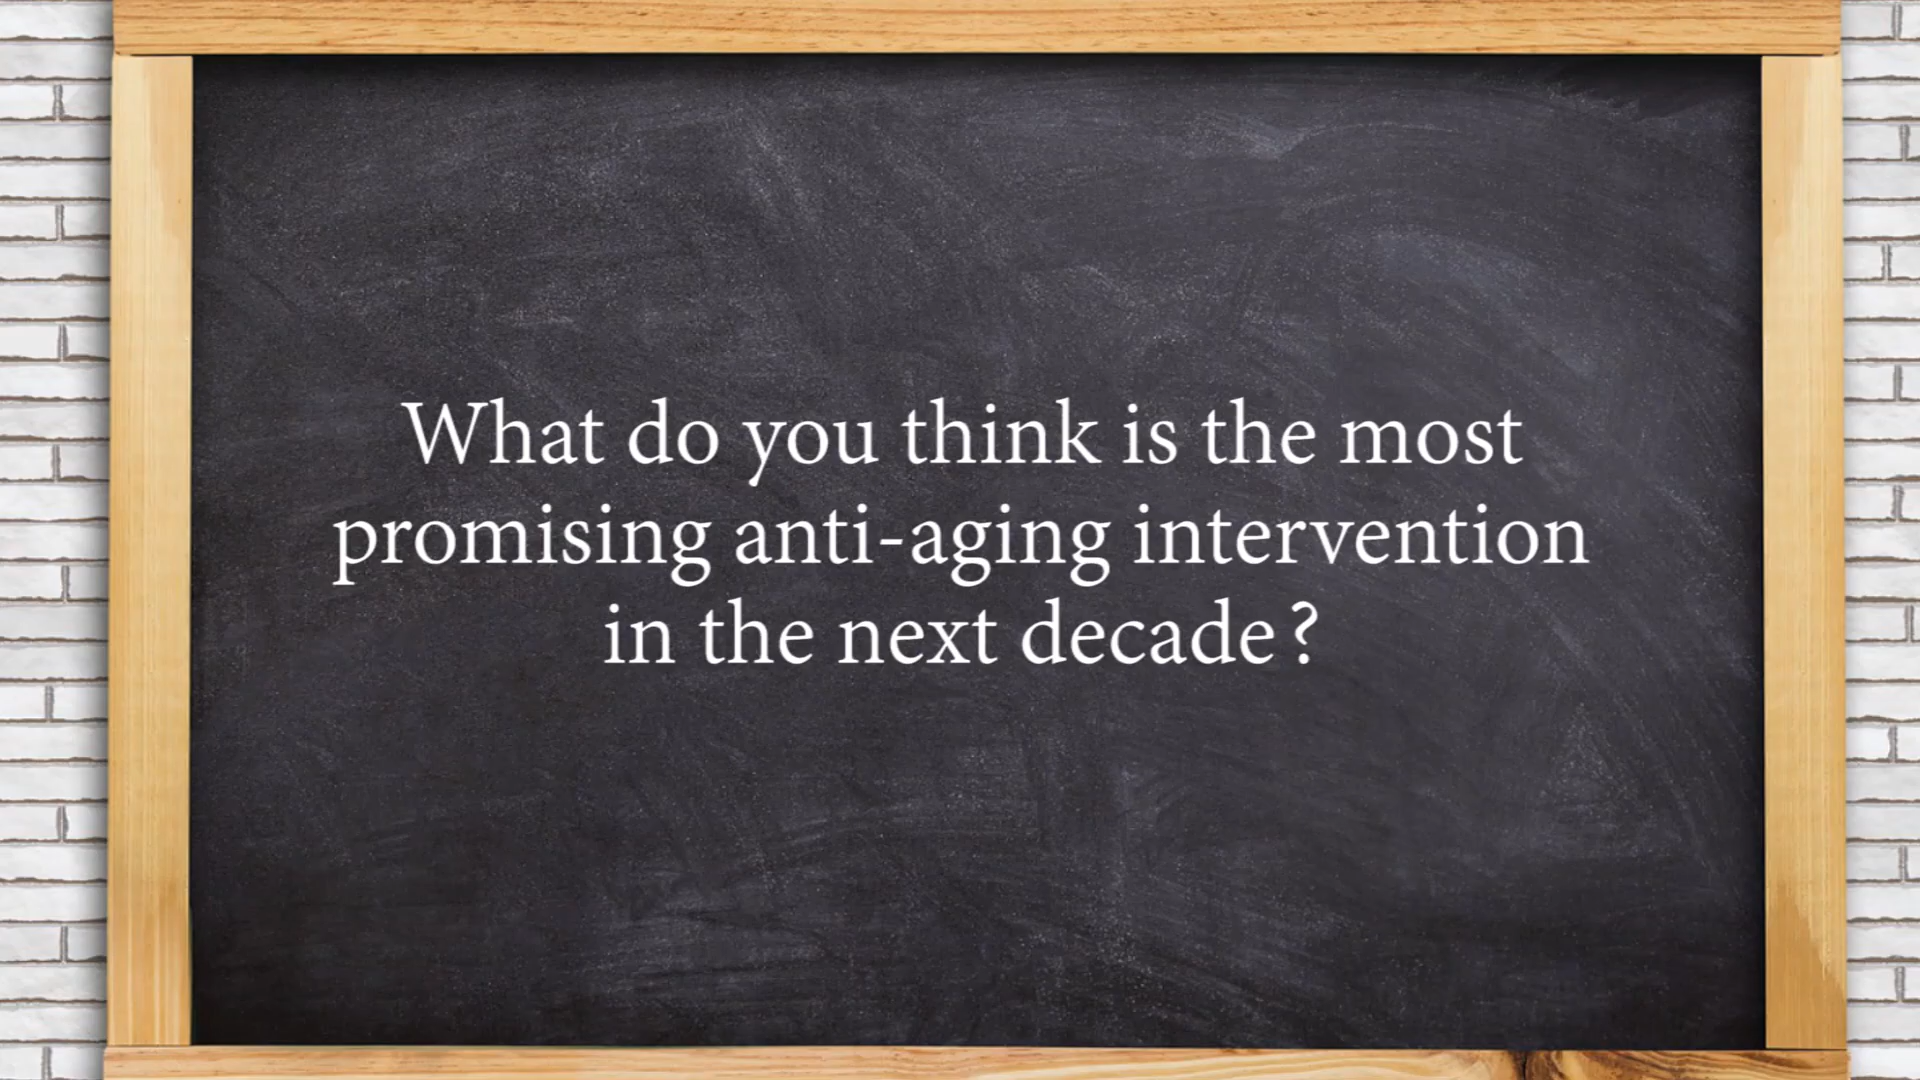 What do you think is the most
promising anti-aging intervention
in the next decade?